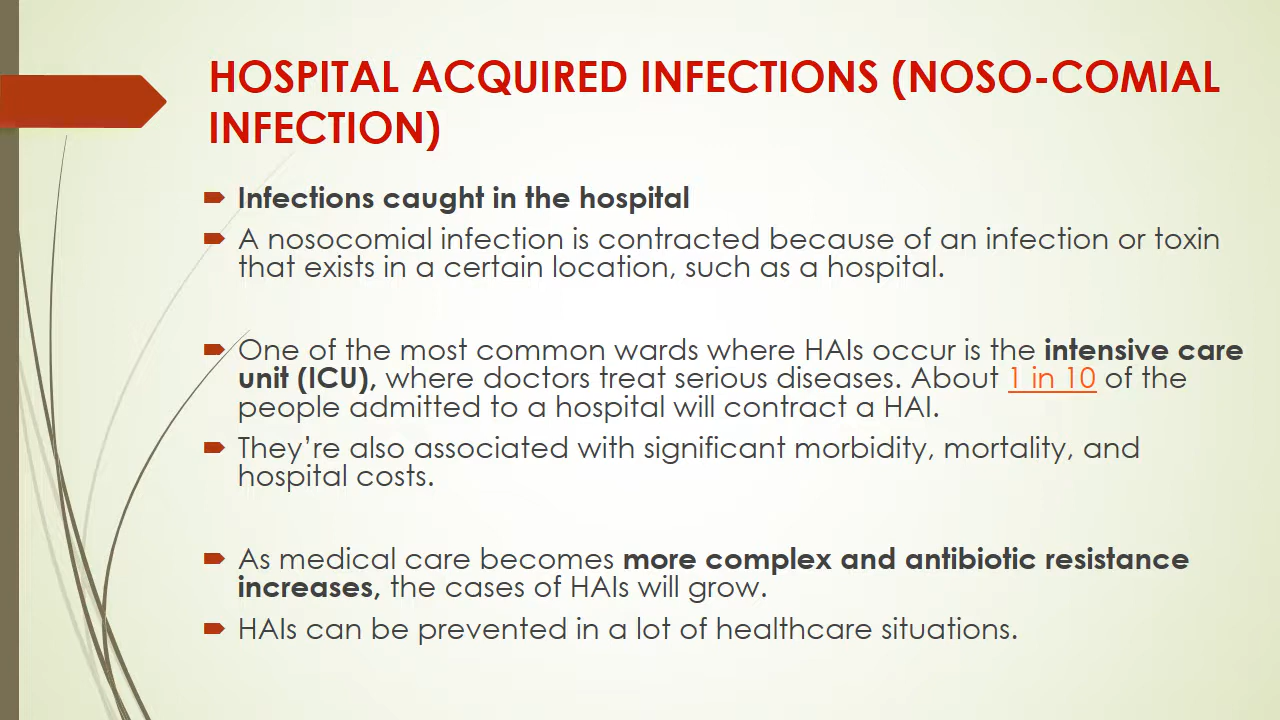 HOSPITAL ACQUIRED INFECTIONS (NOSO-COMIAL
INFECTION)
Infections caught in the hospital
A nosocomial infection is contracted because of an infection or toxin
that exists in a certain location, such as a hospital.
One of the most common wards where HAIs occur is the intensive care
unit (ICU), where doctors treat serious diseases. About 1 in 10 of the
people admitted to a hospital will contract a HAI.
They’re also associated with significant morbidity, mortality, and
hospital costs.
As medical care becomes more complex and antibiotic resistance
increases, the cases of HAIs will grow.
HAIs can be prevented in a lot of healthcare situations.